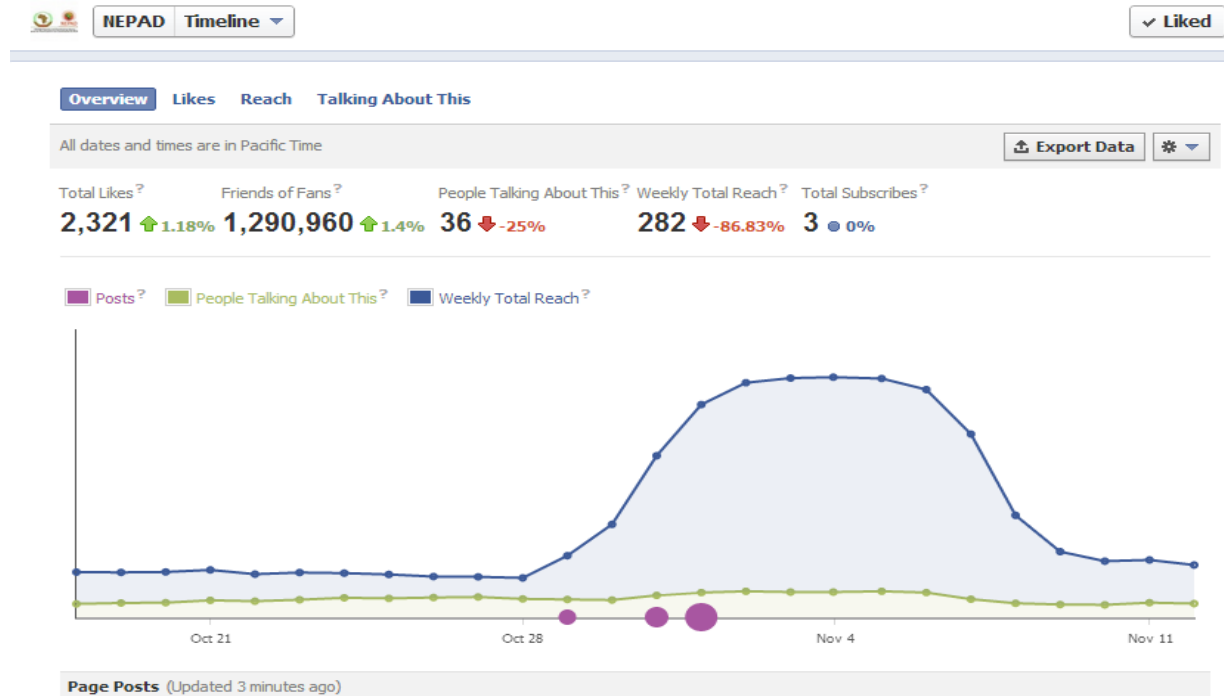 NEPAD Timeline
✓ Liked
Overview Likes Reach Talking About This
All dates and times are in Pacific Time
Export Data
Total Likes? Friends of Fans? People Talking About This? Weekly Total Reach? Total Subscribes?
2,321 1.18% 1,290,960 1.4% 36 -25% 282 -86.83% 3 0%
Posts? People Talking About This? Weekly Total Reach?
Oct 21 Oct 28 Nov 4 Nov 11
Page Posts (Updated 3 minutes ago)